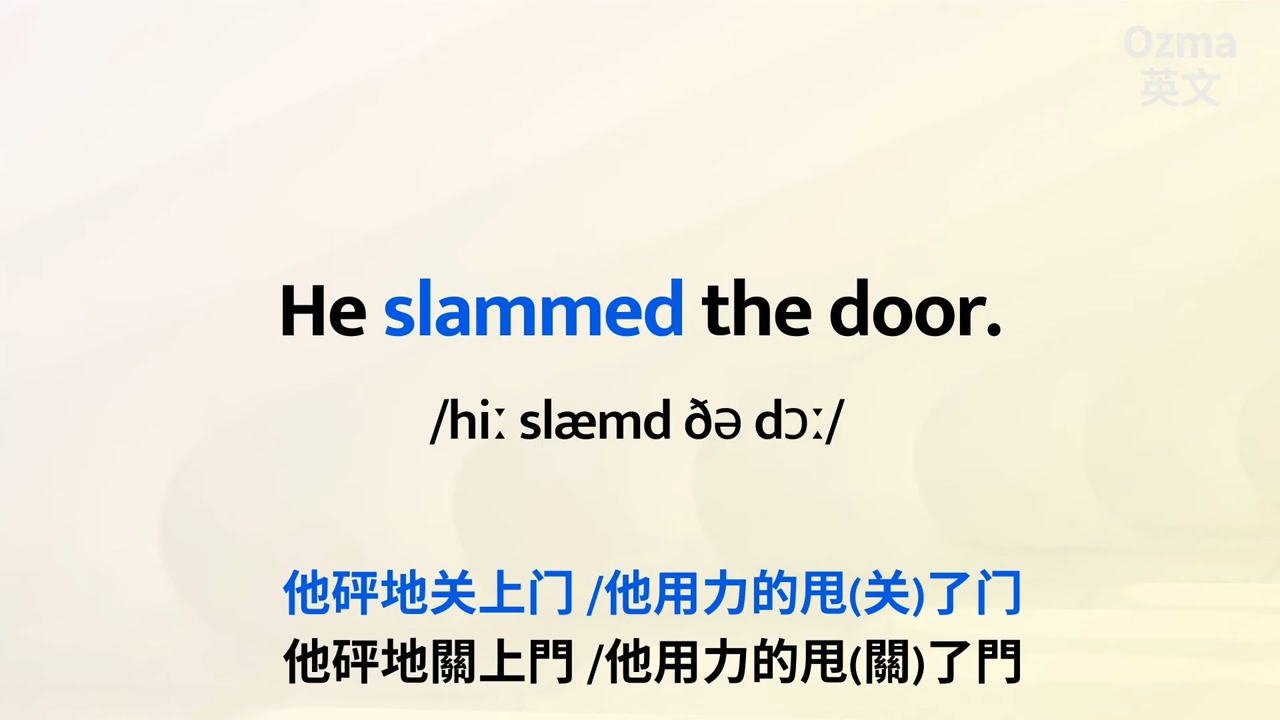 Ozma
英文
He slammed the door.
/hiː slæmd ðə dɔː/
他砰地关上门 /他用力的甩(关)了门
他砰地關上門 /他用力的甩(關)了門